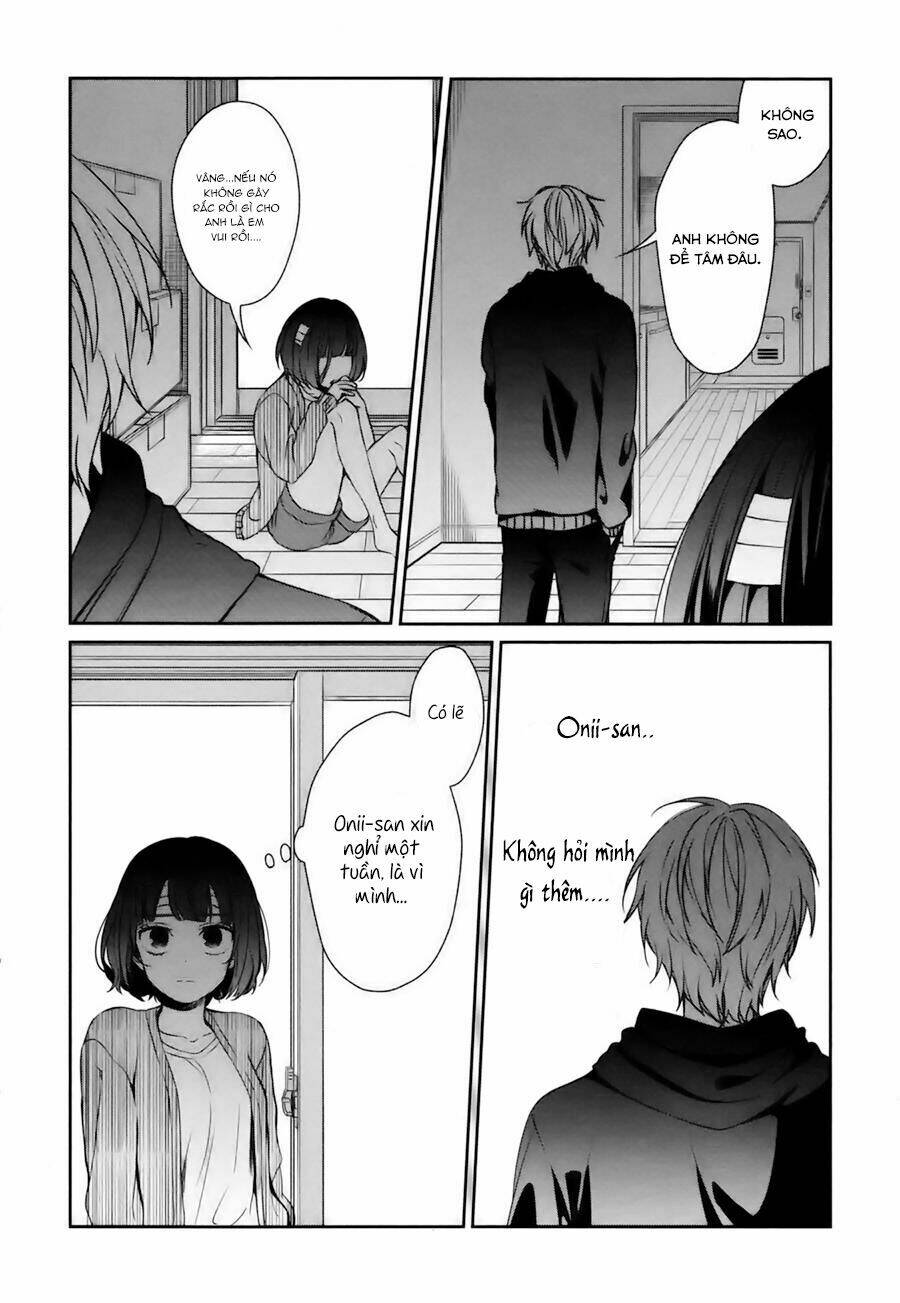 KHÔNG
SAO.
ANH KHÔNG
ĐỂ TÂM ĐÂU.
VÂNG...NẾU NÓ
KHÔNG GÂY
RẮC RỐI GÌ CHO
ANH LÀ EM
VUI RỒI....
Onii-san..
Không hỏi mình
gì thêm....
Có lẽ
Onii-san xin
nghỉ một
tuần, là vì
mình...